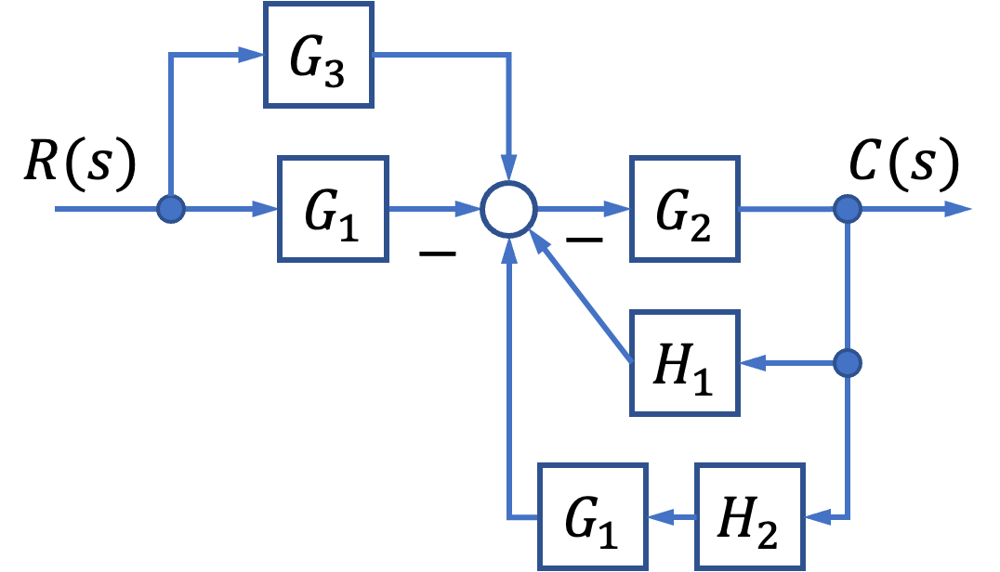 G₃
R(s)
C(s)
G₁
G₂
−
−
H₁
G₁
H₂